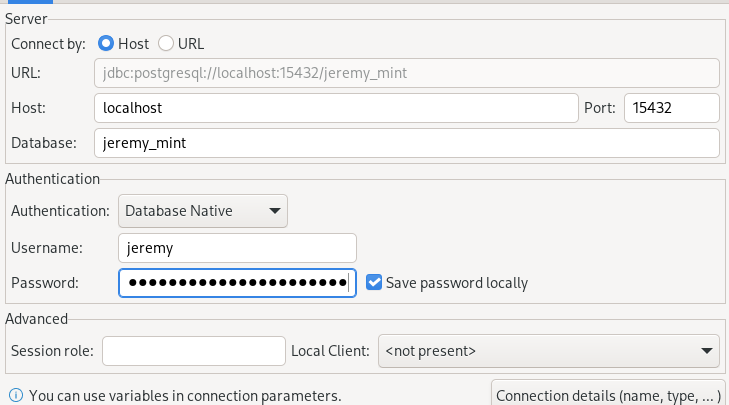 Server
Connect by: Host URL
URL: jdbc:postgresql://localhost:15432/jeremy_mint
Host: localhost Port: 15432
Database: jeremy_mint
Authentication
Authentication: Database Native
Username: jeremy
Password: ●●●●●●●●●●●●●●●●●●●●●● Save password locally
Advanced
Session role: Local Client: <not present>
You can use variables in connection parameters. Connection details (name, type, ... )